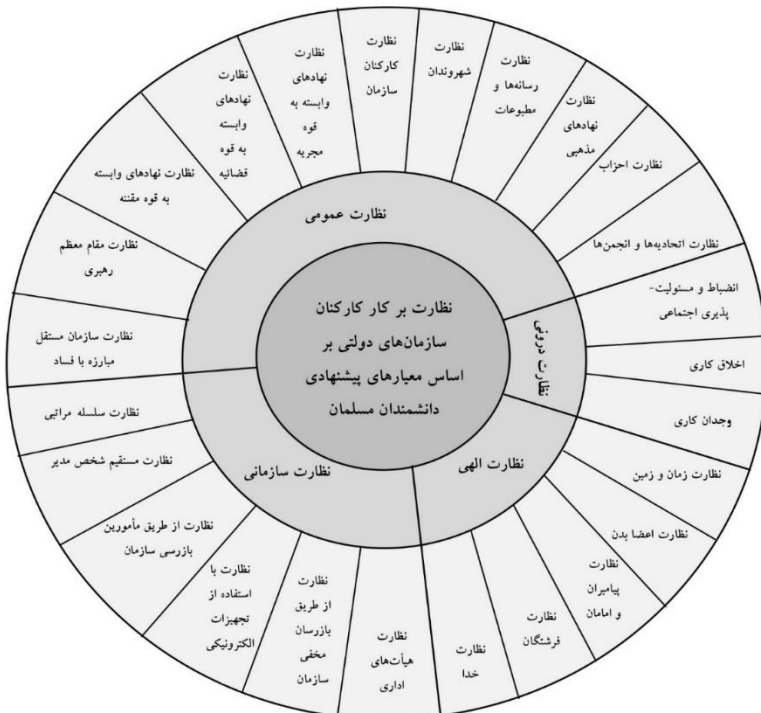 نظارت بر کار کارکنان
سازمان‌های دولتی بر
اساس معیارهای پیشنهادی
دانشمندان مسلمان
نظارت عمومی
نظارت درونی
نظارت الهی
نظارت سازمانی
نظارت
کارکنان
سازمان
نظارت
شهروندان
نظارت
رسانه‌ها و
مطبوعات
نظارت
نهادهای
مذهبی
نظارت احزاب
نظارت اتحادیه‌ها و انجمن‌ها
انضباط و مسئولیت-
پذیری اجتماعی
اخلاق کاری
وجدان کاری
نظارت زمان و زمین
نظارت اعضا بدن
نظارت
پیامبران
و امامان
نظارت
فرشتگان
نظارت
خدا
نظارت
هیأت‌های
اداری
نظارت
از طریق
بازرسان
مخفی
سازمان
نظارت با
استفاده از
تجهیزات
الکترونیکی
نظارت از طریق مأمورین
بازرسی سازمان
نظارت مستقیم شخص مدیر
نظارت سلسله مراتبی
نظارت سازمان مستقل
مبارزه با فساد
نظارت مقام معظم
رهبری
نظارت نهادهای وابسته
به قوه مقننه
نظارت
نهادهای
وابسته
به قوه
قضائیه
نظارت
نهادهای
وابسته به
قوه
مجریه